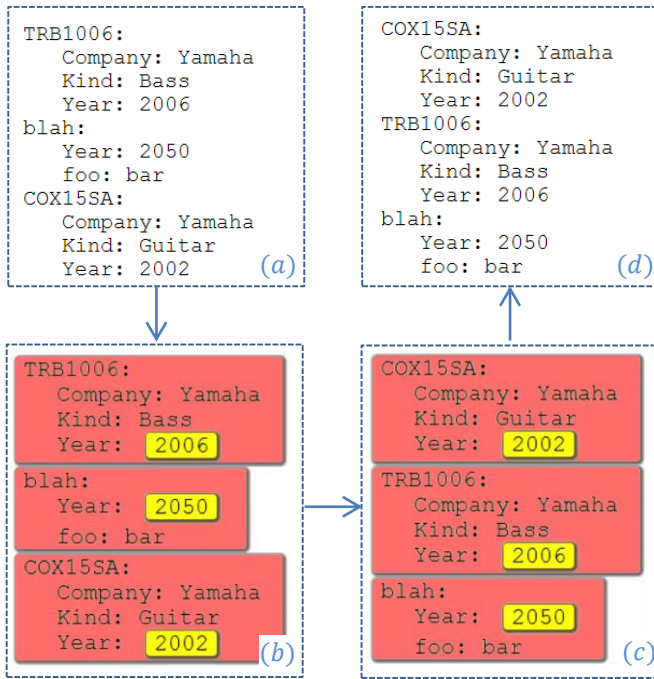 TRB1006:
Company: Yamaha
Kind: Bass
Year: 2006
blah:
Year: 2050
foo: bar
COX15SA:
Company: Yamaha
Kind: Guitar
Year: 2002
(a)
COX15SA:
Company: Yamaha
Kind: Guitar
Year: 2002
TRB1006:
Company: Yamaha
Kind: Bass
Year: 2006
blah:
Year: 2050
foo: bar
(d)
TRB1006:
Company: Yamaha
Kind: Bass
Year: 2006
blah:
Year: 2050
foo: bar
COX15SA:
Company: Yamaha
Kind: Guitar
Year: 2002
(b)
COX15SA:
Company: Yamaha
Kind: Guitar
Year: 2002
TRB1006:
Company: Yamaha
Kind: Bass
Year: 2006
blah:
Year: 2050
foo: bar
(c)